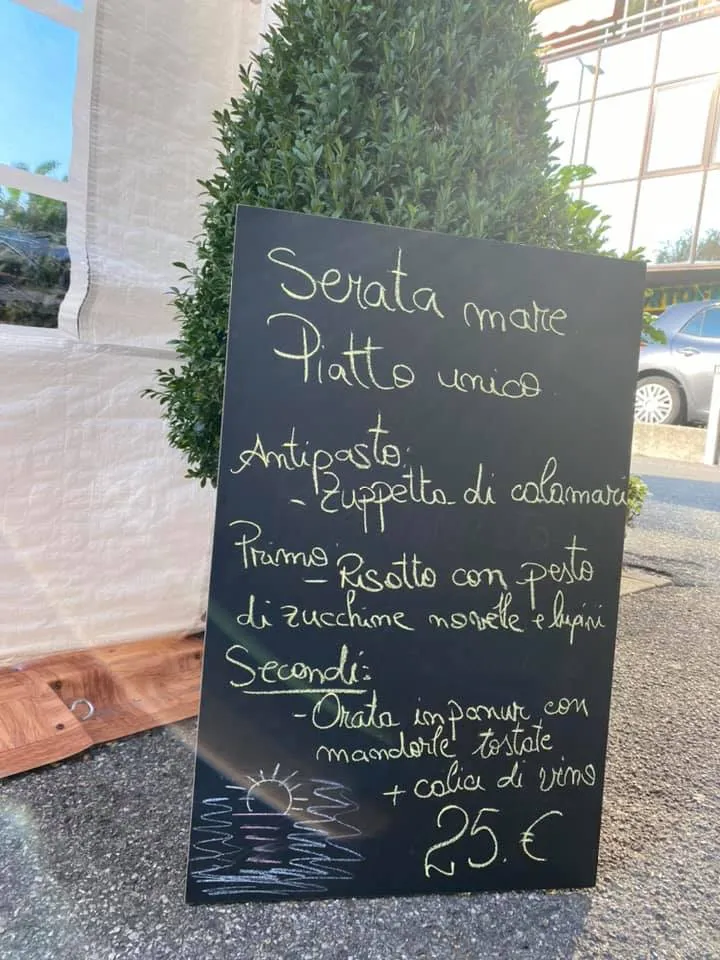 Serata mare
Piatto unico
Antipasto:
- Zuppetta di calamari
Primo:
- Risotto con pesto
di zucchine novelle e lupini
Secondi:
- Orata in panur con
mandorle tostate
+ calici di vino
25.€